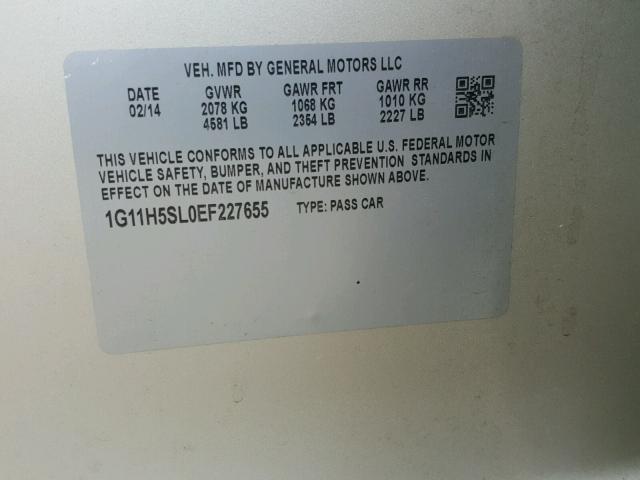 VEH. MFD BY GENERAL MOTORS LLC
DATE GVWR GAWR FRT GAWR RR
02/14 2078 KG 1068 KG 1010 KG
4581 LB 2354 LB 2227 LB
THIS VEHICLE CONFORMS TO ALL APPLICABLE U.S. FEDERAL MOTOR
VEHICLE SAFETY, BUMPER, AND THEFT PREVENTION STANDARDS IN
EFFECT ON THE DATE OF MANUFACTURE SHOWN ABOVE.
1G11H5SL0EF227655 TYPE: PASS CAR